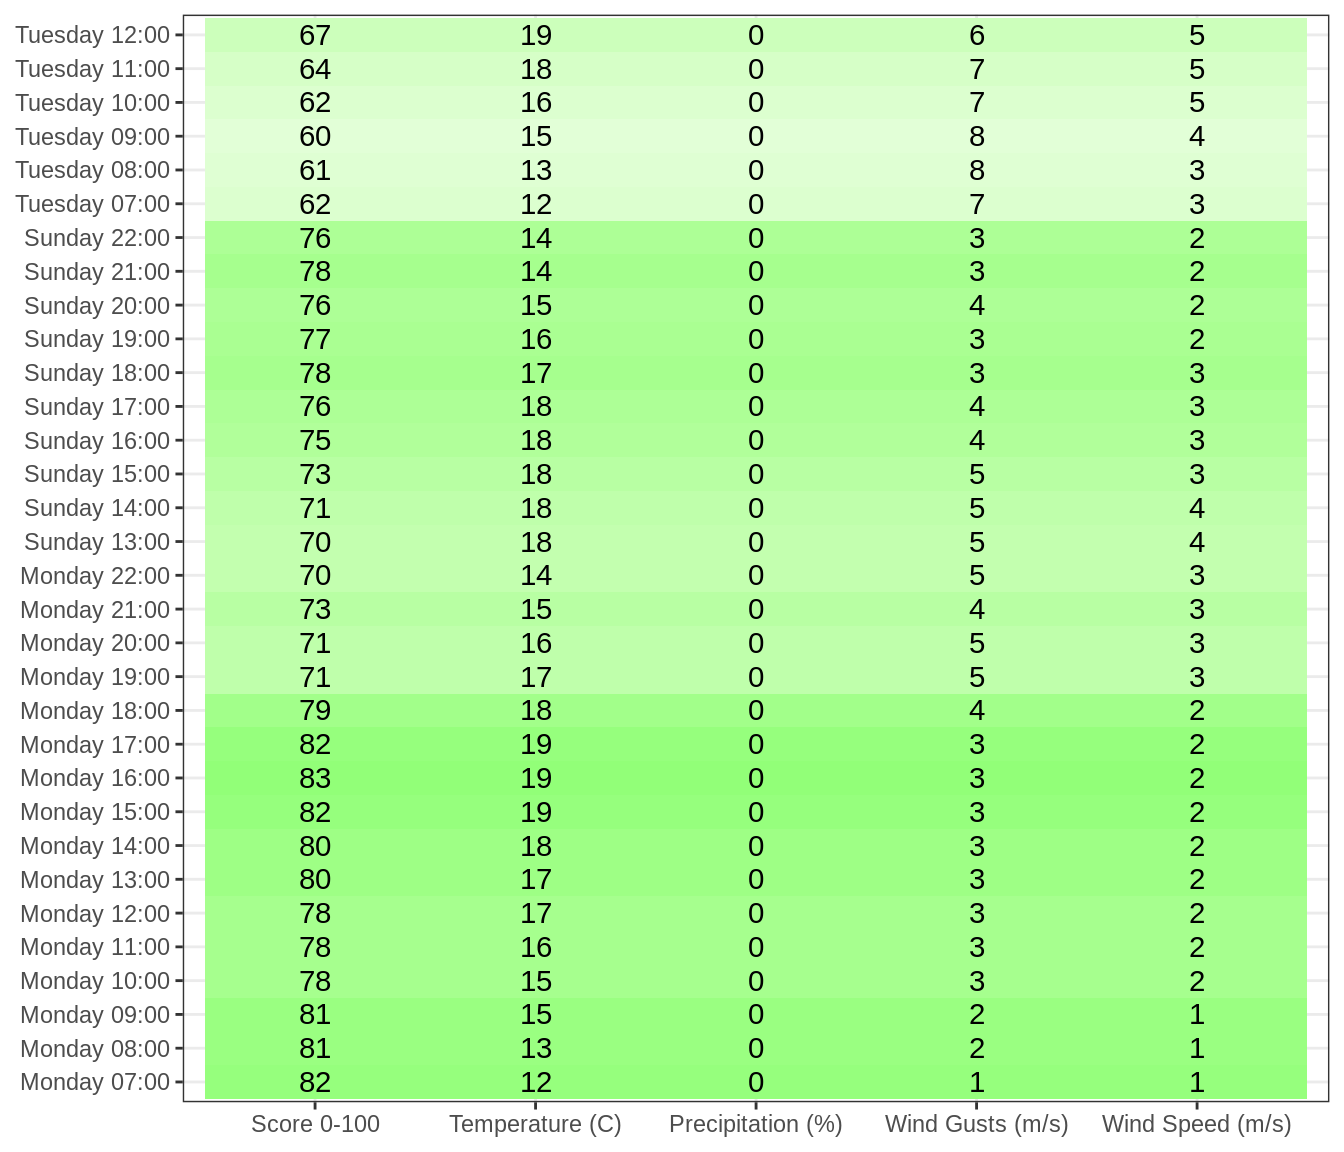 Tuesday 12:00 67 19 0 6 5
Tuesday 11:00 64 18 0 7 5
Tuesday 10:00 62 16 0 7 5
Tuesday 09:00 60 15 0 8 4
Tuesday 08:00 61 13 0 8 3
Tuesday 07:00 62 12 0 7 3
Sunday 22:00 76 14 0 3 2
Sunday 21:00 78 14 0 3 2
Sunday 20:00 76 15 0 4 2
Sunday 19:00 77 16 0 3 2
Sunday 18:00 78 17 0 3 3
Sunday 17:00 76 18 0 4 3
Sunday 16:00 75 18 0 4 3
Sunday 15:00 73 18 0 5 3
Sunday 14:00 71 18 0 5 4
Sunday 13:00 70 18 0 5 4
Monday 22:00 70 14 0 5 3
Monday 21:00 73 15 0 4 3
Monday 20:00 71 16 0 5 3
Monday 19:00 71 17 0 5 3
Monday 18:00 79 18 0 4 2
Monday 17:00 82 19 0 3 2
Monday 16:00 83 19 0 3 2
Monday 15:00 82 19 0 3 2
Monday 14:00 80 18 0 3 2
Monday 13:00 80 17 0 3 2
Monday 12:00 78 17 0 3 2
Monday 11:00 78 16 0 3 2
Monday 10:00 78 15 0 3 2
Monday 09:00 81 15 0 2 1
Monday 08:00 81 13 0 2 1
Monday 07:00 82 12 0 1 1
Score 0-100 Temperature (C) Precipitation (%) Wind Gusts (m/s) Wind Speed (m/s)